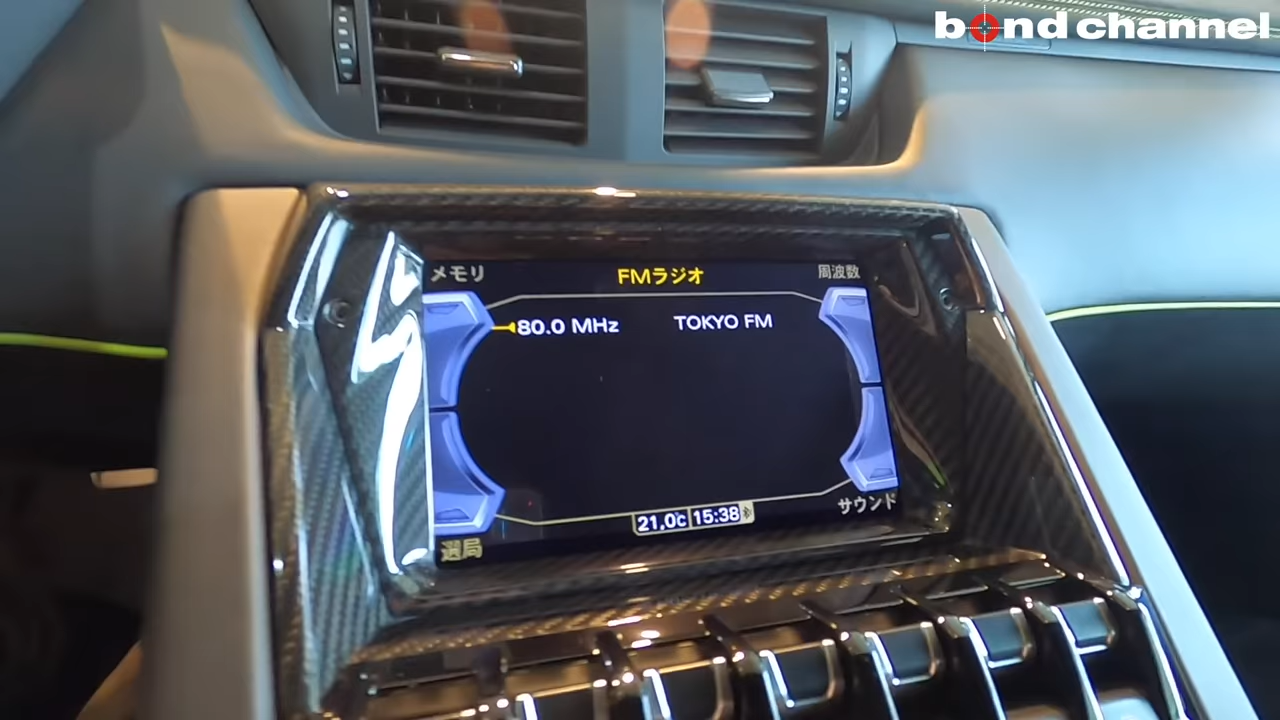 bond channel
メモリ
FMラジオ
周波数
80.0 MHz
TOKYO FM
21.0c 15:38
サウンド
選局